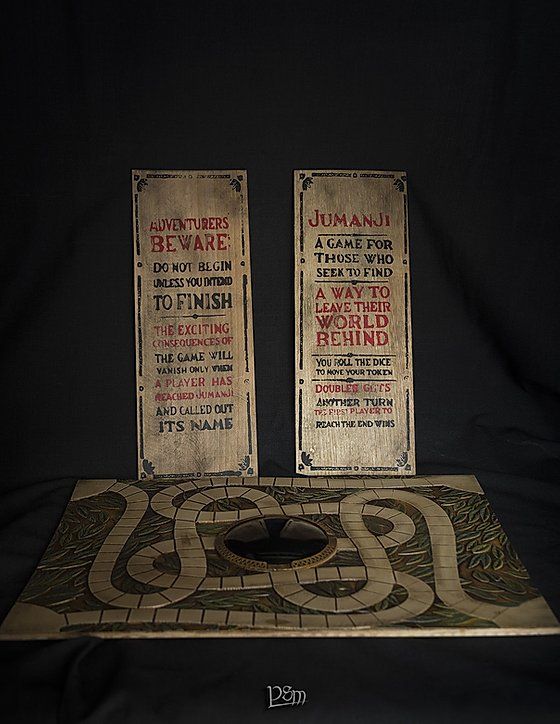 ADVENTURERS
BEWARE:
DO NOT BEGIN
UNLESS YOU INTEND
TO FINISH
THE EXCITING
CONSEQUENCES OF
THE GAME WILL
VANISH ONLY WHEN
A PLAYER HAS
REACHED JUMANJI
AND CALLED OUT
ITS NAME
JUMANJI
A GAME FOR
THOSE WHO
SEEK TO FIND
A WAY TO
LEAVE THEIR
WORLD
BEHIND
YOU ROLL THE DICE
TO MOVE YOUR TOKEN
DOUBLES GETS
ANOTHER TURN
THE FIRST PLAYER TO
REACH THE END WINS
PGM